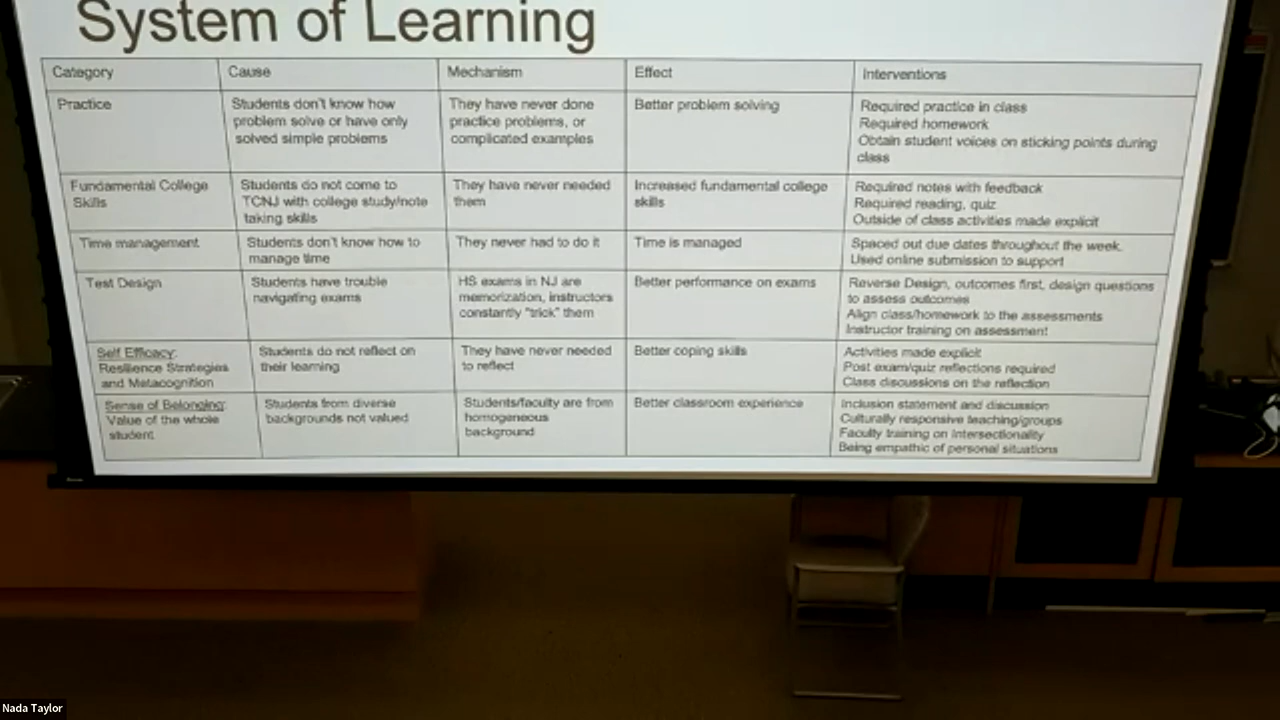 System of Learning
Category
Cause
Mechanism
Effect
Interventions
Practice
Students don't know how
problem solve or have only
solved simple problems
They have never done
practice problems, or
complicated examples
Better problem solving
Required practice in class
Required homework
Obtain student voices on sticking points during
class
Fundamental College
Skills
Students do not come to
TCNJ with college study/note
taking skills
They have never needed
them
Increased fundamental college
skills
Required notes with feedback
Required reading, quiz
Outside of class activities made explicit
Time management
Students don't know how to
manage time
They never had to do it
Time is managed
Spaced out due dates throughout the week.
Used online submission to support
Test Design
Students have trouble
navigating exams
HS exams in NJ are
memorization, instructors
constantly "trick" them
Better performance on exams
Reverse Design, outcomes first, design questions
to assess outcomes
Align class/homework to the assessments
Instructor training on assessment
Self Efficacy:
Resilience Strategies
and Metacognition
Students do not reflect on
their learning
They have never needed
to reflect
Better coping skills
Activities made explicit
Post exam/quiz reflections required
Class discussions on the reflection
Sense of Belonging:
Value of the whole
student
Students from diverse
backgrounds not valued
Students/faculty are from
homogeneous
background
Better classroom experience
Inclusion statement and discussion
Culturally responsive teaching/groups
Faculty training on Intersectionality
Being empathic of personal situations
Nada Taylor